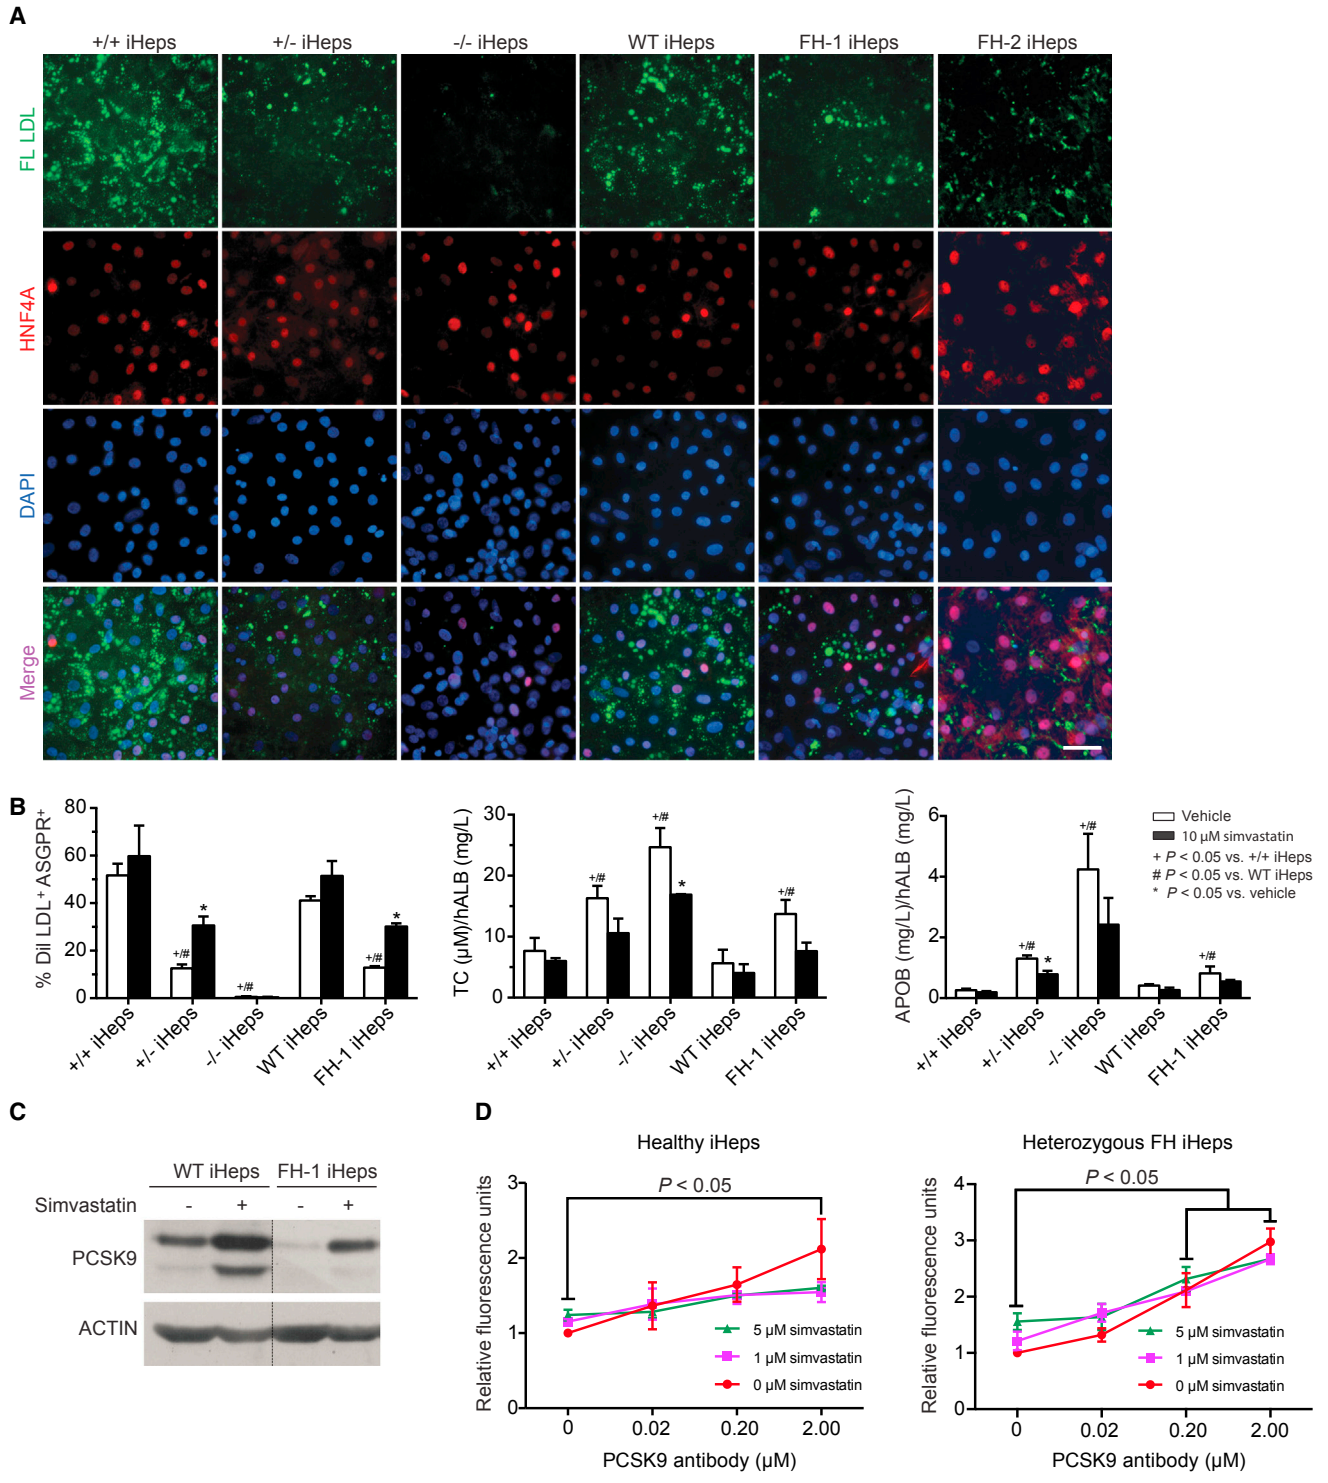 A
+/+ iHeps +/- iHeps -/- iHeps WT iHeps FH-1 iHeps FH-2 iHeps
FL LDL
HNF4A
DAPI
Merge
B
% Dil LDL+ ASGPR+
80
60
40
20
0
+/#
*
+/#
+/#
*
+/+ iHeps
+/- iHeps
-/- iHeps
WT iHeps
FH-1 iHeps
TC (µM)/hALB (mg/L)
30
20
10
0
+/#
+/#
*
+/#
+/+ iHeps
+/- iHeps
-/- iHeps
WT iHeps
FH-1 iHeps
APOB (mg/L)/hALB (mg/L)
6
4
2
0
+/#
*
+/#
+/#
+/+ iHeps
+/- iHeps
-/- iHeps
WT iHeps
FH-1 iHeps
Vehicle
10 µM simvastatin
+ P < 0.05 vs. +/+ iHeps
# P < 0.05 vs. WT iHeps
* P < 0.05 vs. vehicle
C
WT iHeps FH-1 iHeps
Simvastatin - + - +
PCSK9
ACTIN
D
Healthy iHeps
Relative fluorescence units
3
2
1
0
P < 0.05
5 µM simvastatin
1 µM simvastatin
0 µM simvastatin
0 0.02 0.20 2.00
PCSK9 antibody (µM)
Heterozygous FH iHeps
Relative fluorescence units
4
3
2
1
0
P < 0.05
5 µM simvastatin
1 µM simvastatin
0 µM simvastatin
0 0.02 0.20 2.00
PCSK9 antibody (µM)